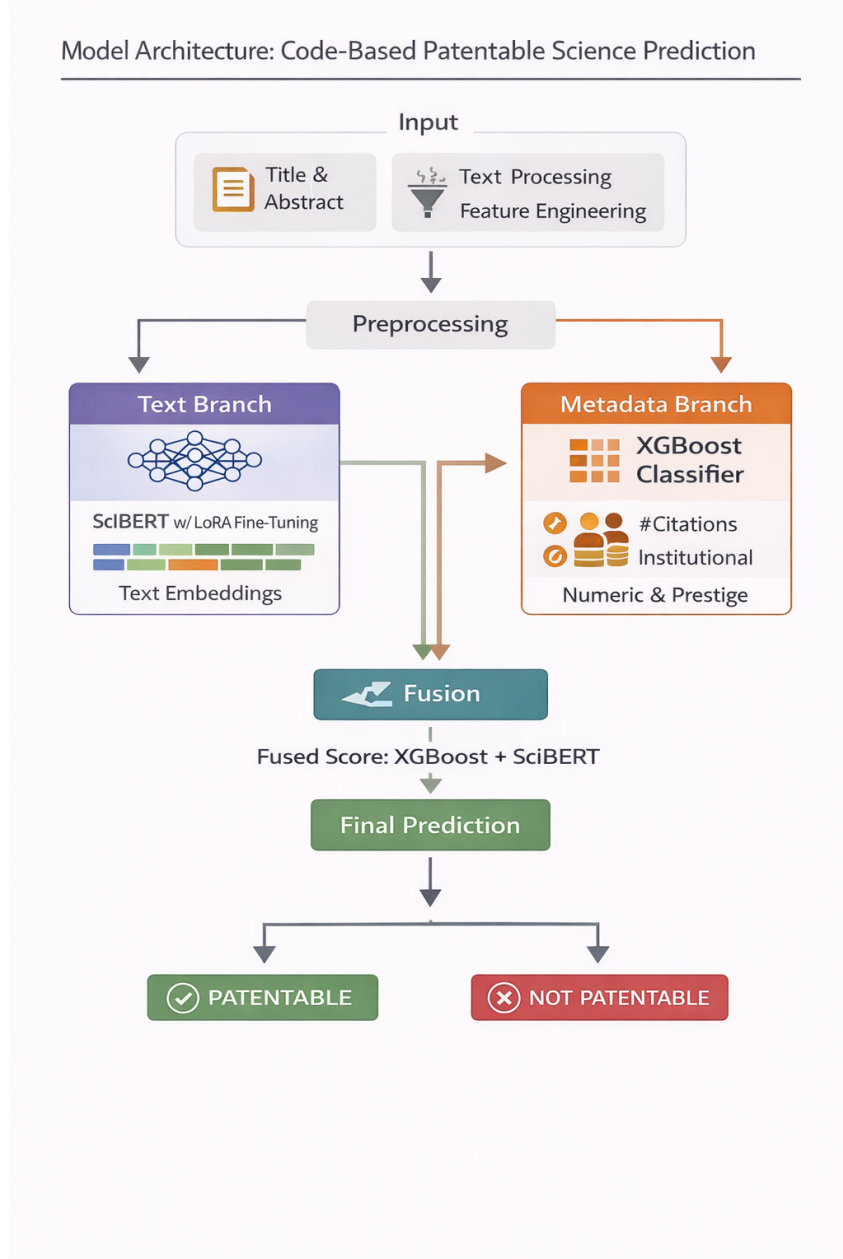 Model Architecture: Code-Based Patentable Science Prediction
Input
Title &
Abstract
Text Processing
Feature Engineering
Preprocessing
Text Branch
SciBERT w/ LoRA Fine-Tuning
Text Embeddings
Metadata Branch
XGBoost
Classifier
#Citations
Institutional
Numeric & Prestige
Fusion
Fused Score: XGBoost + SciBERT
Final Prediction
PATENTABLE
NOT PATENTABLE